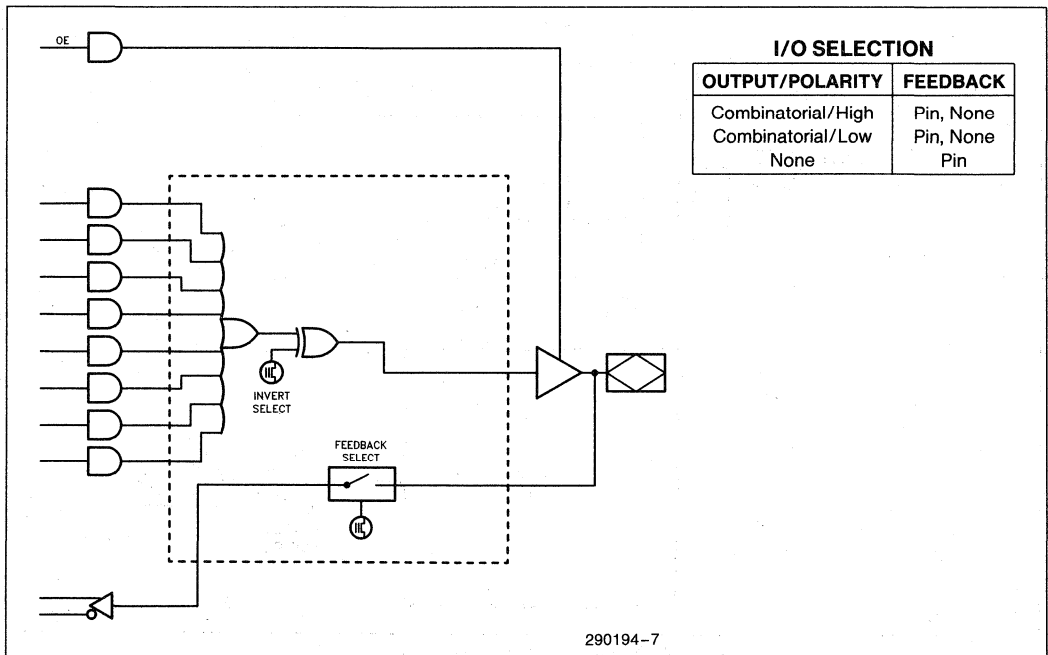 OE
I/O SELECTION
OUTPUT/POLARITY FEEDBACK
Combinatorial/High Pin, None
Combinatorial/Low Pin, None
None Pin
INVERT
SELECT
FEEDBACK
SELECT
290194–7